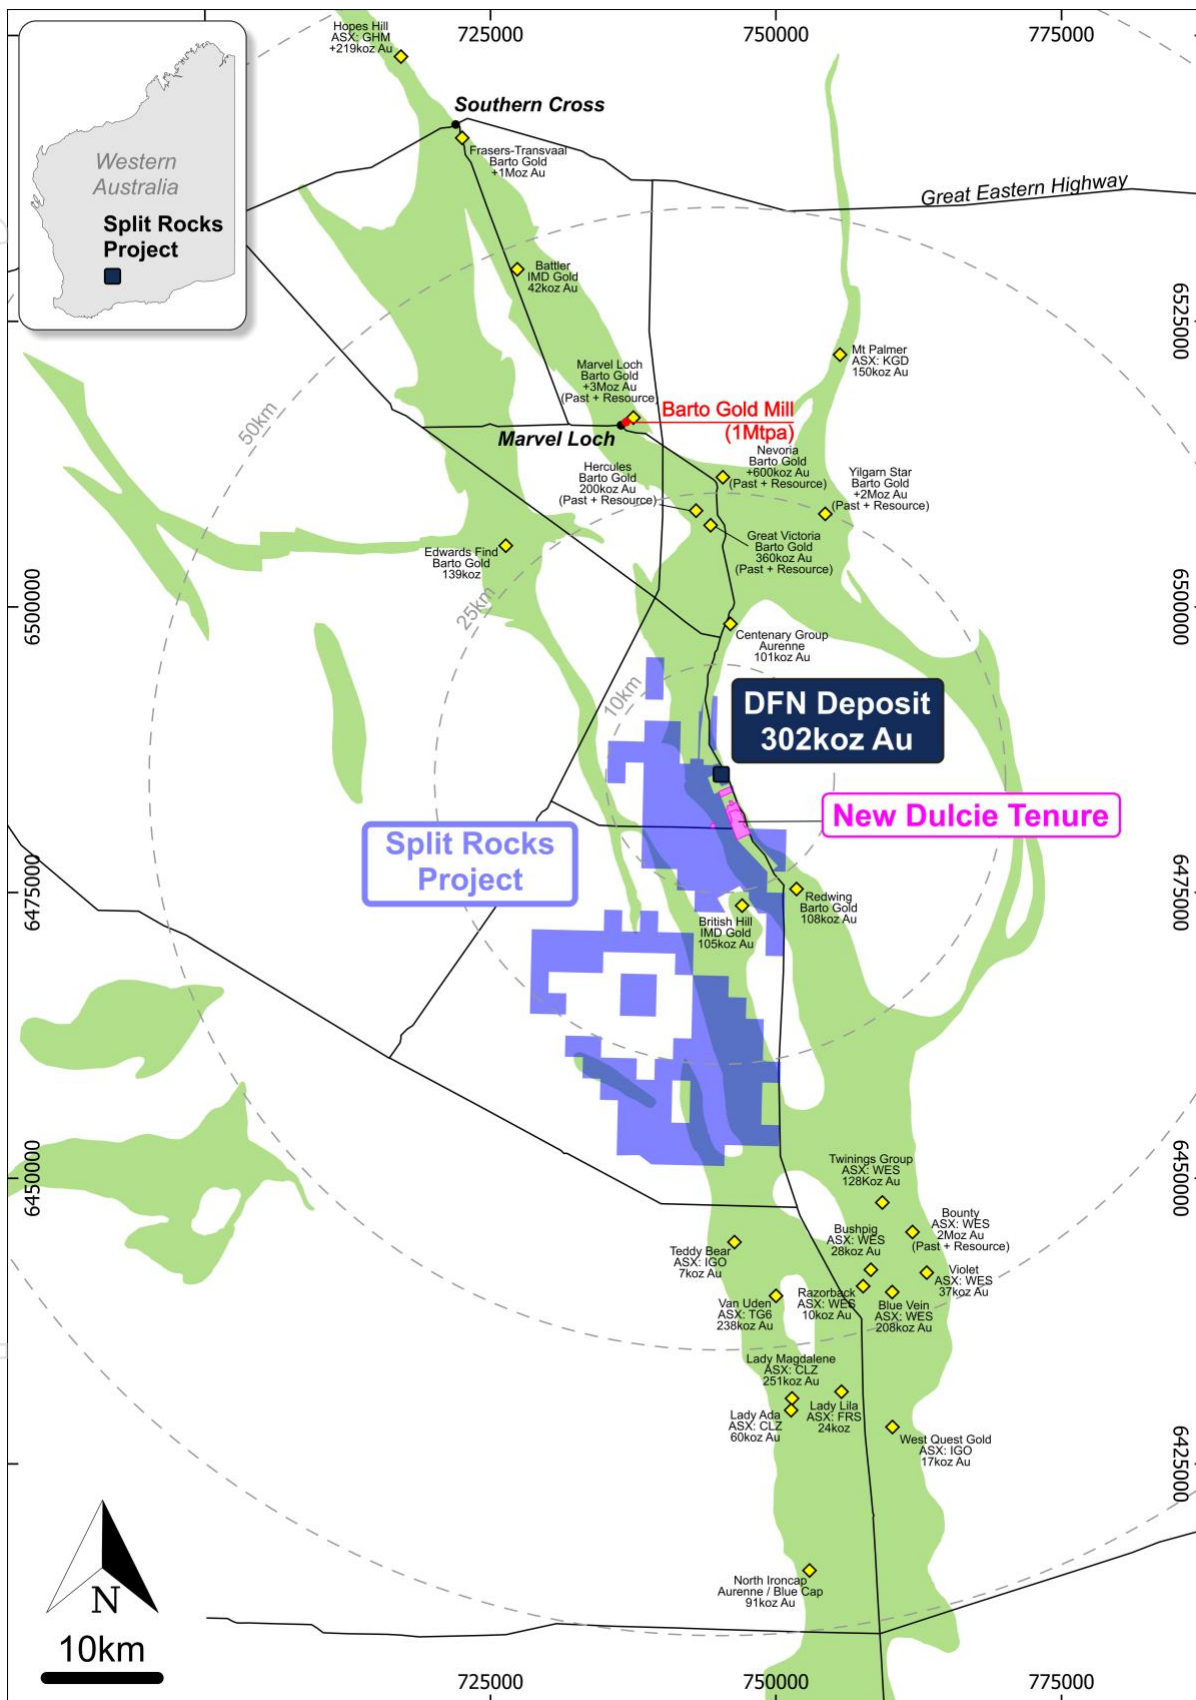 Hopes Hill
ASX: GHM
+219koz Au
725000
750000
775000
Southern Cross
Frasers-Transvaal
Barto Gold
+1Moz Au
Great Eastern Highway
Western
Australia
Split Rocks
Project
Battler
IMD Gold
42koz Au
6525000
Mt Palmer
ASX: KGD
150koz Au
Marvel Loch
Barto Gold
+3Moz Au
(Past + Resource)
Barto Gold Mill
(1Mtpa)
50km
Marvel Loch
Nevoria
Barto Gold
+600koz Au
(Past + Resource)
Hercules
Barto Gold
200koz Au
(Past + Resource)
Yilgarn Star
Barto Gold
+2Moz Au
(Past + Resource)
Great Victoria
Barto Gold
360koz Au
(Past + Resource)
Edwards Find
Barto Gold
139koz
6500000
25km
6500000
Centenary Group
Aurenne
101koz Au
10km
DFN Deposit
302koz Au
New Dulcie Tenure
Split Rocks
Project
6475000
Redwing
Barto Gold
108koz Au
6475000
British Hill
IMD Gold
105koz Au
6450000
Twinings Group
ASX: WES
128Koz Au
6450000
Bounty
ASX: WES
2Moz Au
(Past + Resource)
Bushpig
ASX: WES
28koz Au
Teddy Bear
ASX: IGO
7koz Au
Violet
ASX: WES
37koz Au
Van Uden
ASX: TG6
238koz Au
Razorback
ASX: WES
10koz Au
Blue Vein
ASX: WES
208koz Au
Lady Magdalene
ASX: CLZ
251koz Au
Lady Ada
ASX: CLZ
60koz Au
Lady Lila
ASX: FRS
24koz
West Quest Gold
ASX: IGO
17koz Au
6425000
North Ironcap
Aurenne / Blue Cap
91koz Au
N
10km
725000
750000
775000